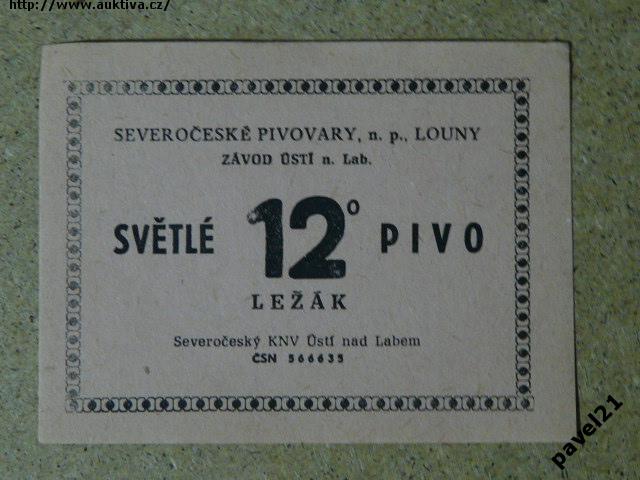 http://www.auktiva.cz/
SEVEROČESKÉ PIVOVARY, n. p., LOUNY
ZÁVOD ÚSTÍ n. Lab.
SVĚTLÉ 12° PIVO
LEŽÁK
Severočeský KNV Ústí nad Labem
ČSN 566635
pavel21